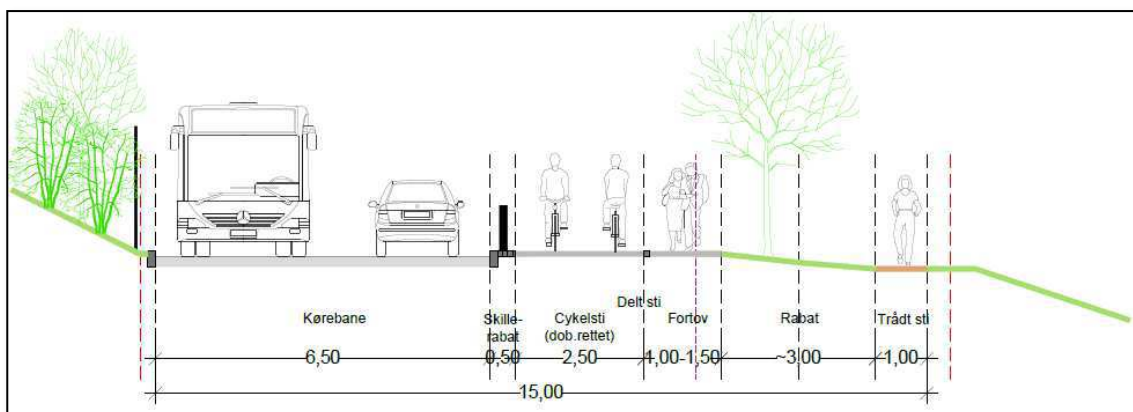 Delt sti
Kørebane
Skille-
rabat
Cykelsti
(dob.rettet)
Fortov
Rabat
Trådt sti
6,50
0,50
2,50
1,00-1,50
~3,00
1,00
15,00